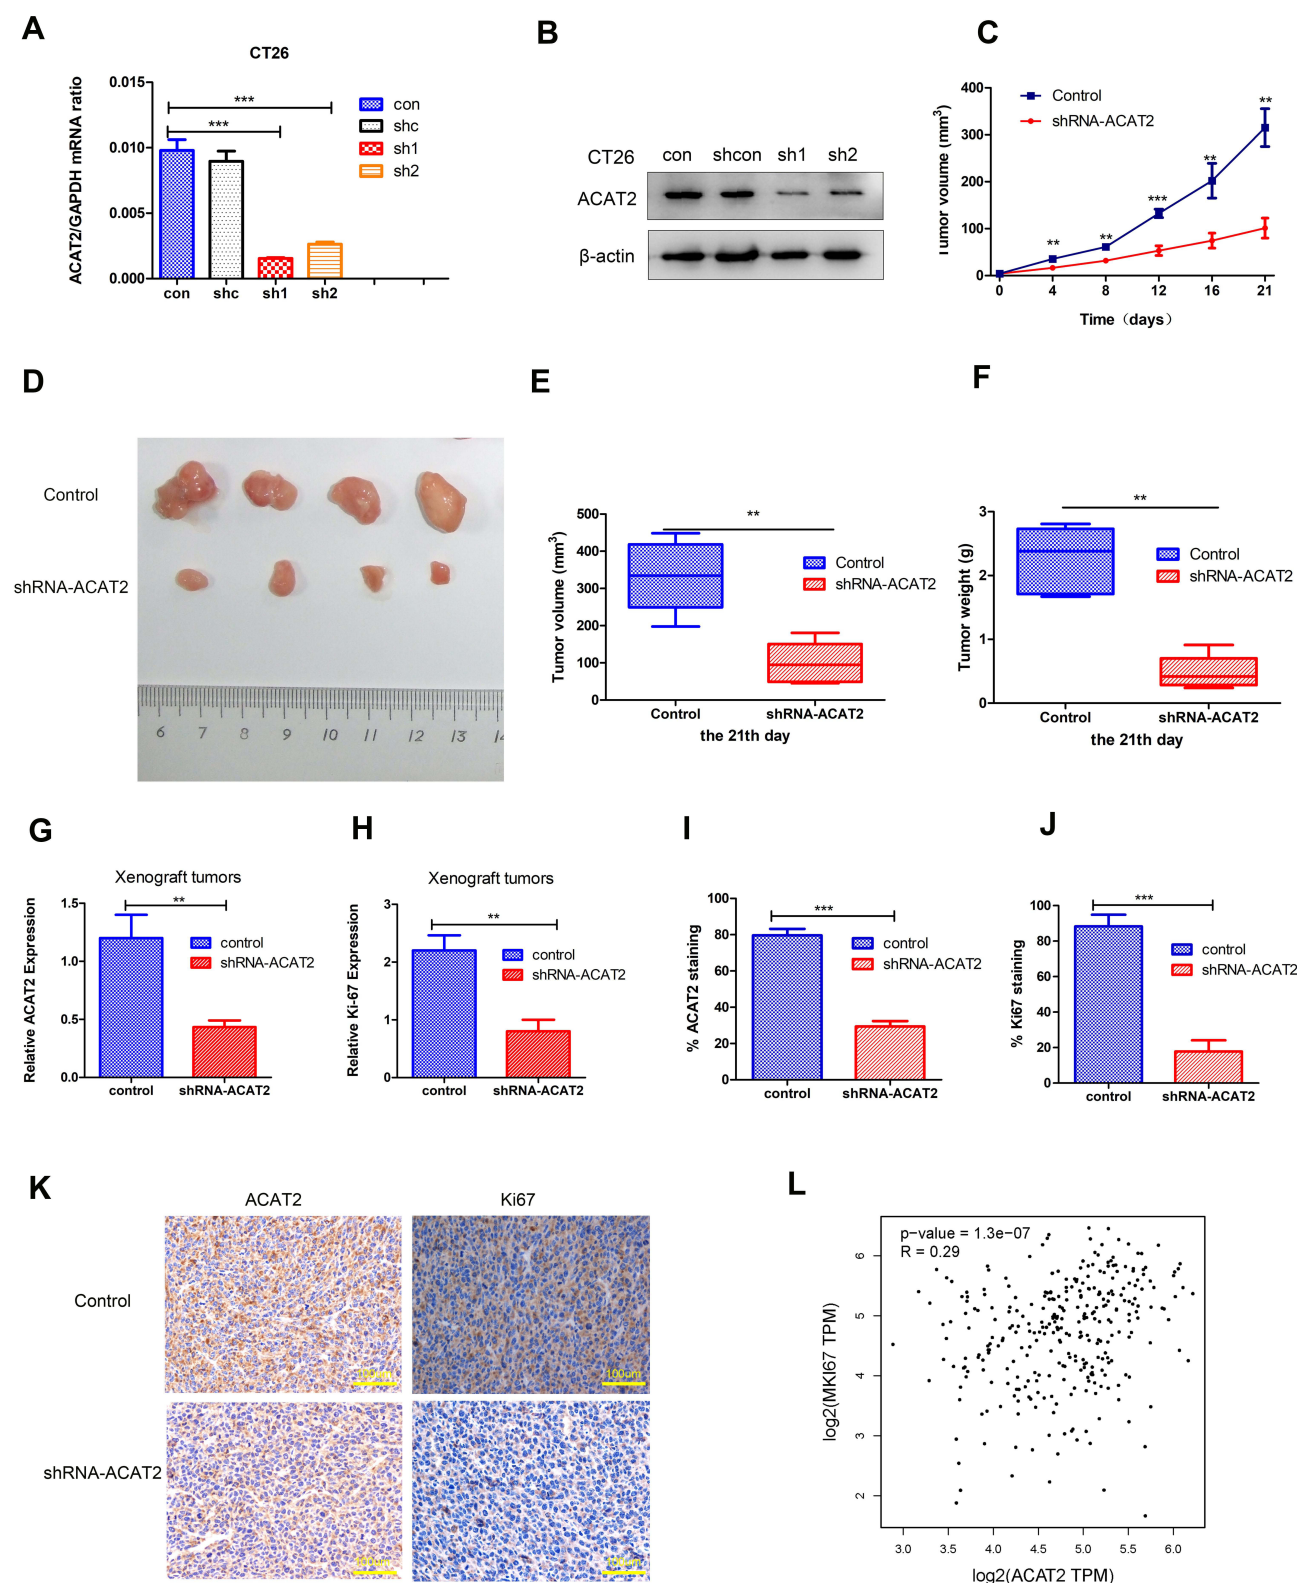 A
CT26
ACAT2/GAPDH mRNA ratio
0.015
0.010
0.005
0.000
***
***
con
shc
sh1
sh2
con
shc
sh1
sh2
B
CT26
con
shcon
sh1
sh2
ACAT2
β-actin
C
Tumor volume (mm3)
400
300
200
100
0
Control
shRNA-ACAT2
**
**
***
**
**
0
4
8
12
16
21
Time（days）
D
Control
shRNA-ACAT2
6 7 8 9 10 11 12 13
E
Tumor volume (mm3)
500
400
300
200
100
0
**
Control
shRNA-ACAT2
Control
shRNA-ACAT2
the 21th day
F
Tumor weight (g)
3
2
1
0
**
Control
shRNA-ACAT2
Control
shRNA-ACAT2
the 21th day
G
Xenograft tumors
Relative ACAT2 Expression
1.5
1.0
0.5
0.0
**
control
shRNA-ACAT2
control
shRNA-ACAT2
H
Xenograft tumors
Relative Ki-67 Expression
3
2
1
0
**
control
shRNA-ACAT2
control
shRNA-ACAT2
I
% ACAT2 staining
100
80
60
40
20
0
***
control
shRNA-ACAT2
control
shRNA-ACAT2
J
% Ki67 staining
100
80
60
40
20
0
***
control
shRNA-ACAT2
control
shRNA-ACAT2
K
ACAT2
Ki67
Control
100um
100um
shRNA-ACAT2
100um
100um
L
p-value = 1.3e-07
R = 0.29
log2(MKI67 TPM)
6
5
4
3
2
3.0
3.5
4.0
4.5
5.0
5.5
6.0
log2(ACAT2 TPM)